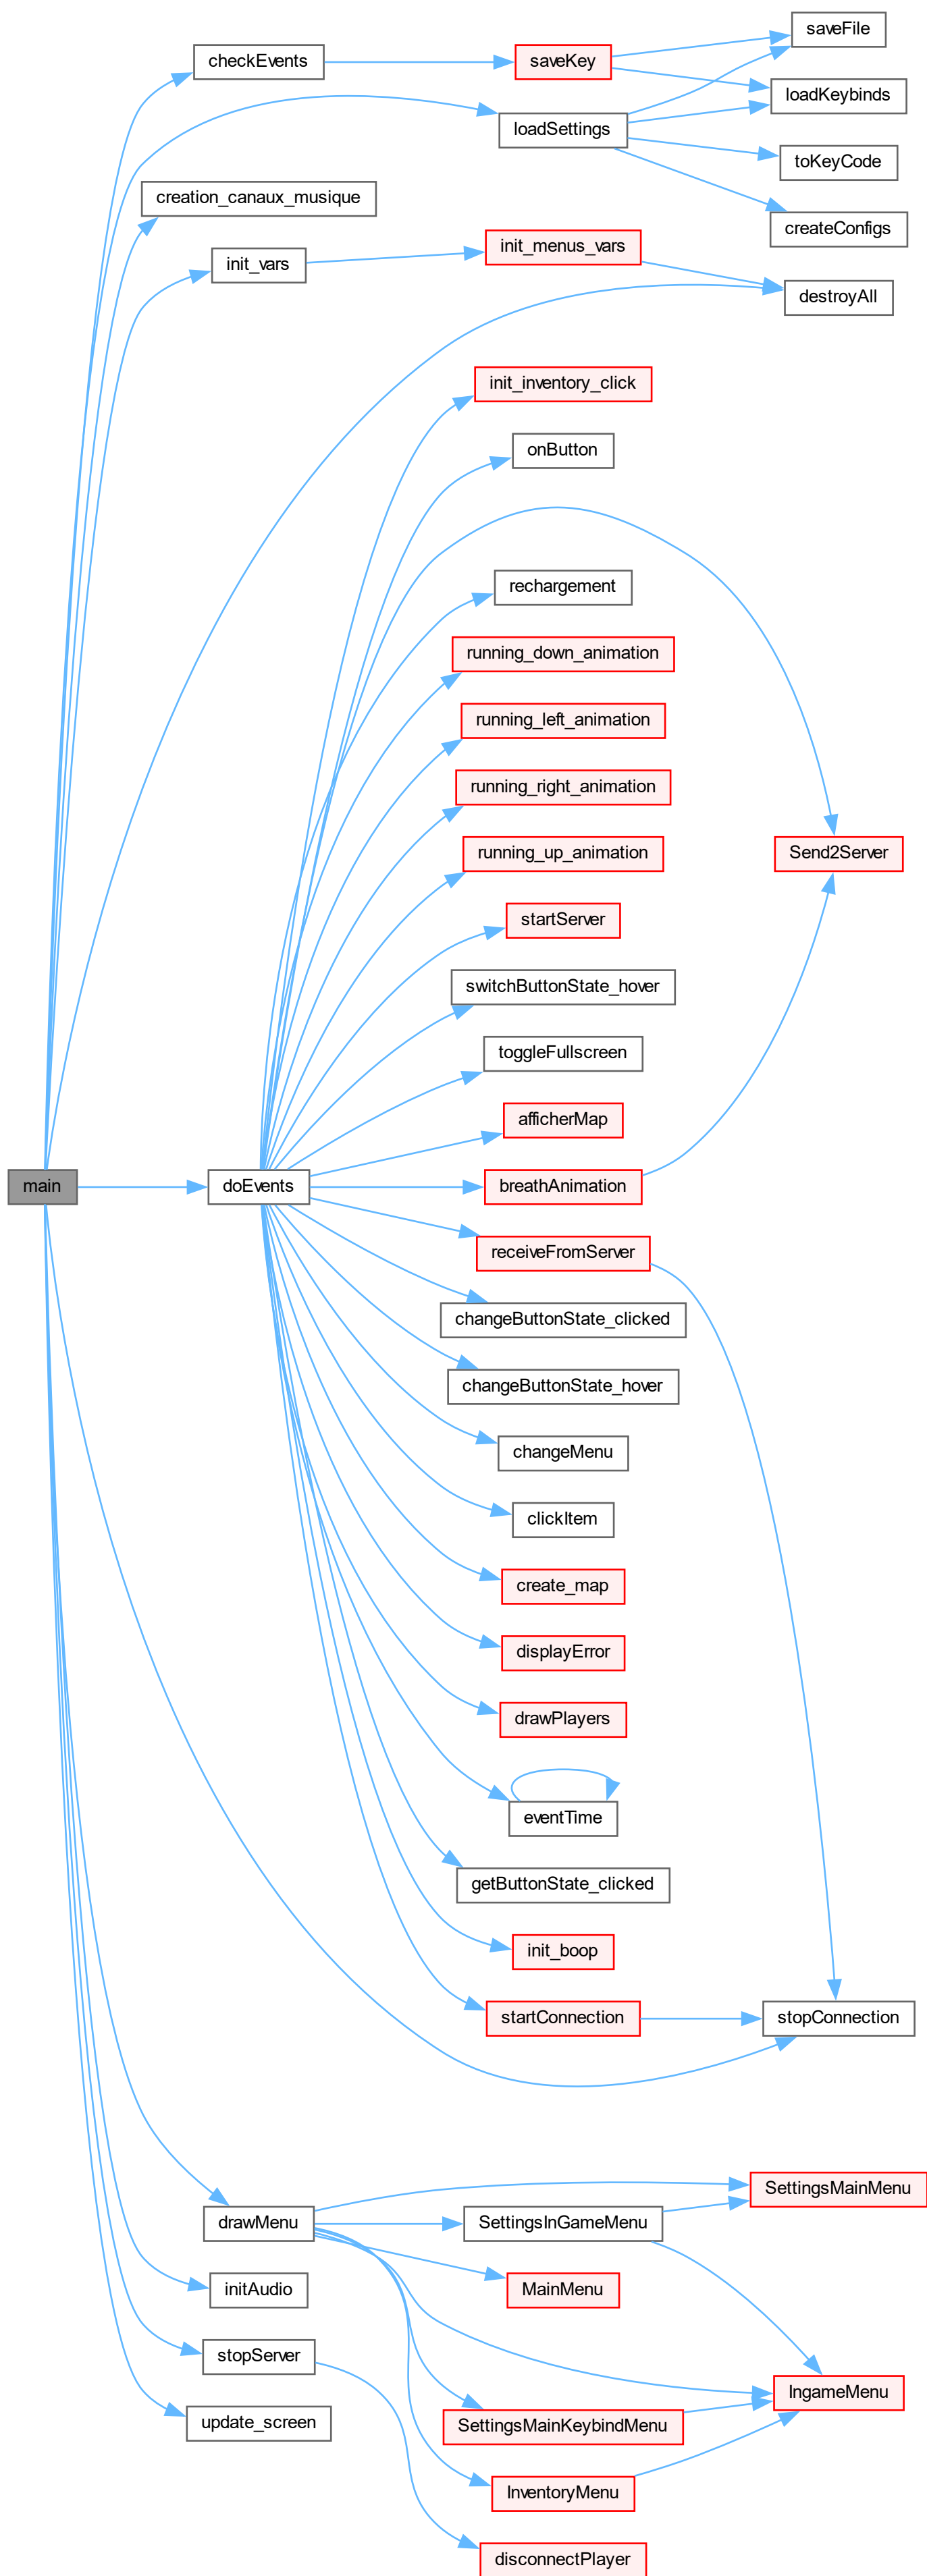 saveFile
checkEvents
saveKey
loadKeybinds
loadSettings
toKeyCode
creation_canaux_musique
createConfigs
init_menus_vars
init_vars
destroyAll
init_inventory_click
onButton
rechargement
running_down_animation
running_left_animation
running_right_animation
running_up_animation
Send2Server
startServer
switchButtonState_hover
toggleFullscreen
afficherMap
main
doEvents
breathAnimation
receiveFromServer
changeButtonState_clicked
changeButtonState_hover
changeMenu
clickItem
create_map
displayError
drawPlayers
eventTime
getButtonState_clicked
init_boop
startConnection
stopConnection
SettingsMainMenu
drawMenu
SettingsInGameMenu
initAudio
MainMenu
stopServer
IngameMenu
update_screen
SettingsMainKeybindMenu
InventoryMenu
disconnectPlayer